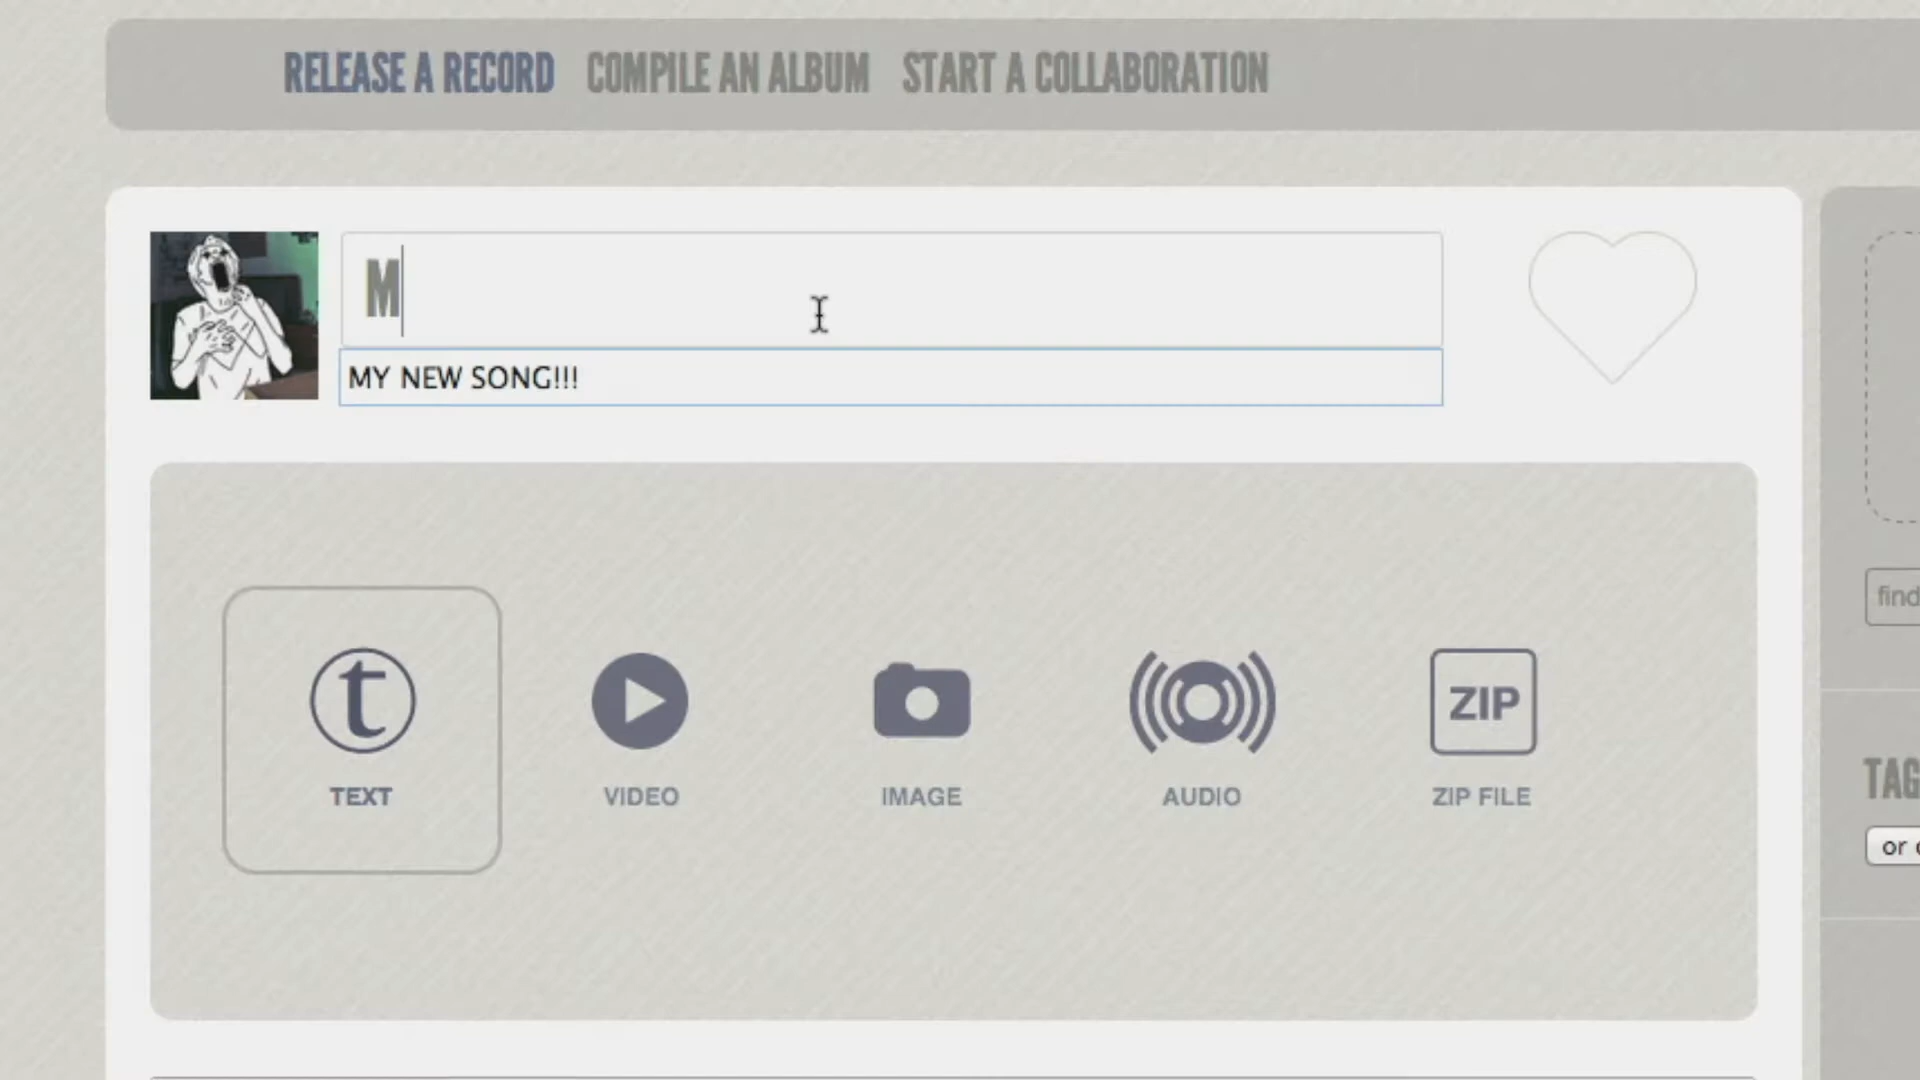 RELEASE A RECORD COMPILE AN ALBUM START A COLLABORATION
M
MY NEW SONG!!!
find
t
ZIP
TEXT VIDEO IMAGE AUDIO ZIP FILE
TAG
or